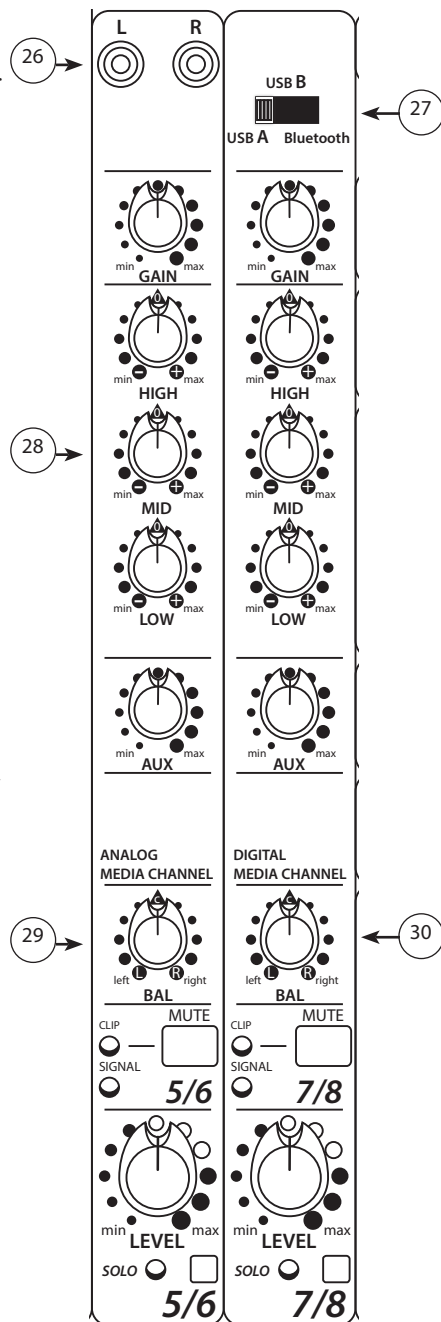 L R
26
USB B
27
USB A Bluetooth
min max min max
GAIN GAIN
0 0
min − + max min − + max
HIGH HIGH
0 0
28
min − + max min − + max
MID MID
0 0
min − + max min − + max
LOW LOW
min max min max
AUX AUX
ANALOG DIGITAL
MEDIA CHANNEL MEDIA CHANNEL
C C
29 30
left L R right left L R right
BAL BAL
MUTE MUTE
CLIP CLIP
SIGNAL SIGNAL
5/6 7/8
min max min max
LEVEL LEVEL
SOLO SOLO
5/6 7/8